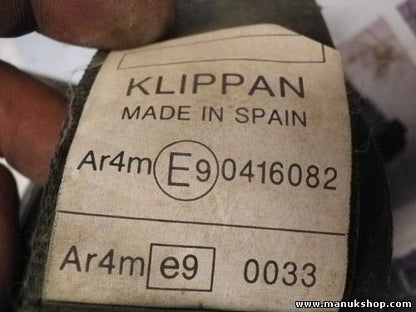 KLIPPAN
MADE IN SPAIN
Ar4m E9 0416082
Ar4m e9 0033
www.manukshop.com